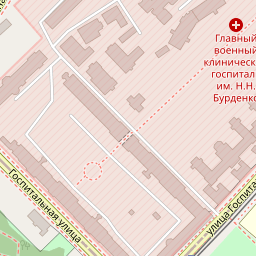 Главный
военный
клиническ
госпитал
им. Н.Н.
Бурденко
Госпитальная улица
улица Госпита